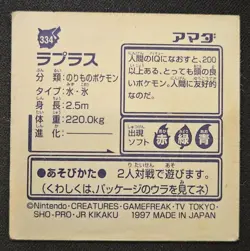 334
ラプラス
アマダ
分類：のりものポケモン
タイプ：水・氷
身長：2.5m
体重：220.0kg
進化：―――
人間のIQになおすと、200
以上ある、とっても頭の良
いポケモン。人間に友好的
なのだ。
出現
ソフト
赤 緑 青
●あそびかた● 2人対戦で遊びます。
(くわしくは、パッケージのウラを見てネ)
©Nintendo・CREATURES・GAMEFREAK・TV TOKYO・
SHO-PRO・JR KIKAKU 1997 MADE IN JAPAN